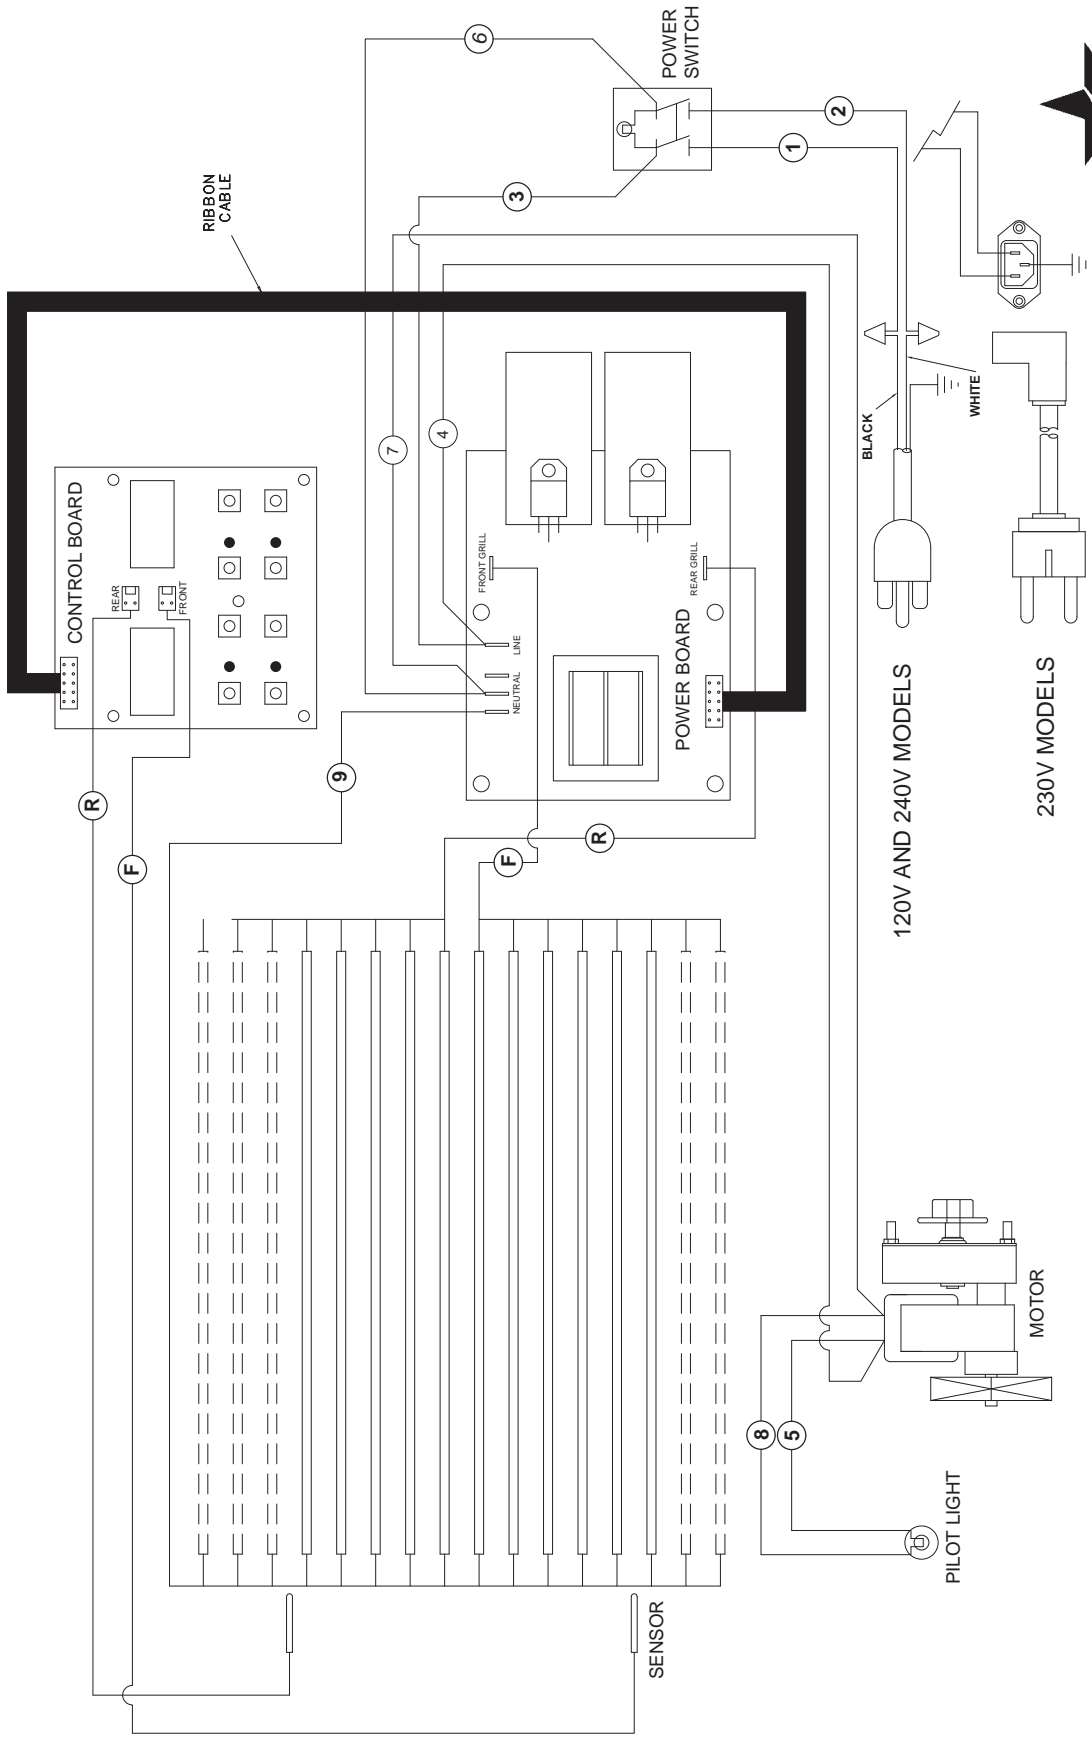 RIBBON
CABLE
6
POWER
SWITCH
2
1
3
7
4
CONTROL BOARD
REAR
FRONT
FRONT GRILL
REAR GRILL
LINE
NEUTRAL
POWER BOARD
BLACK
WHITE
R
F
9
F
R
120V AND 240V MODELS
230V MODELS
8
5
MOTOR
PILOT LIGHT
SENSOR